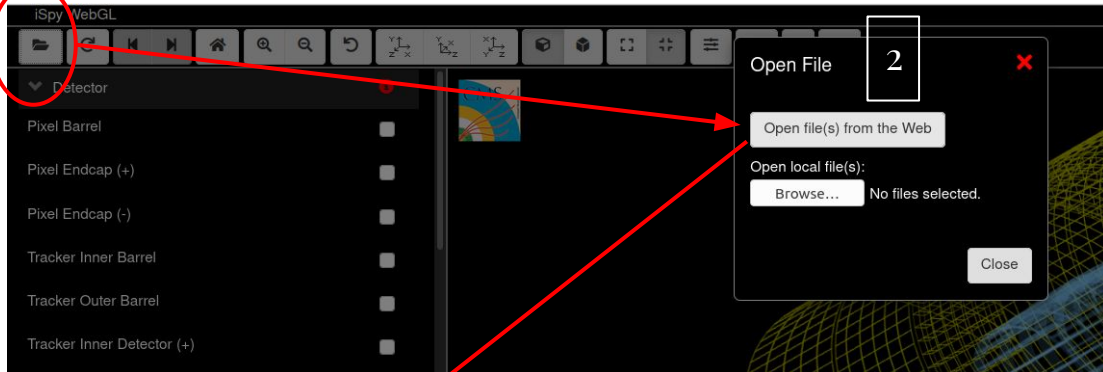 iSpy WebGL
Detector
Pixel Barrel
Pixel Endcap (+)
Pixel Endcap (-)
Tracker Inner Barrel
Tracker Outer Barrel
Tracker Inner Detector (+)
CMS
Open File
2
Open file(s) from the Web
Open local file(s):
Browse...
No files selected.
Close